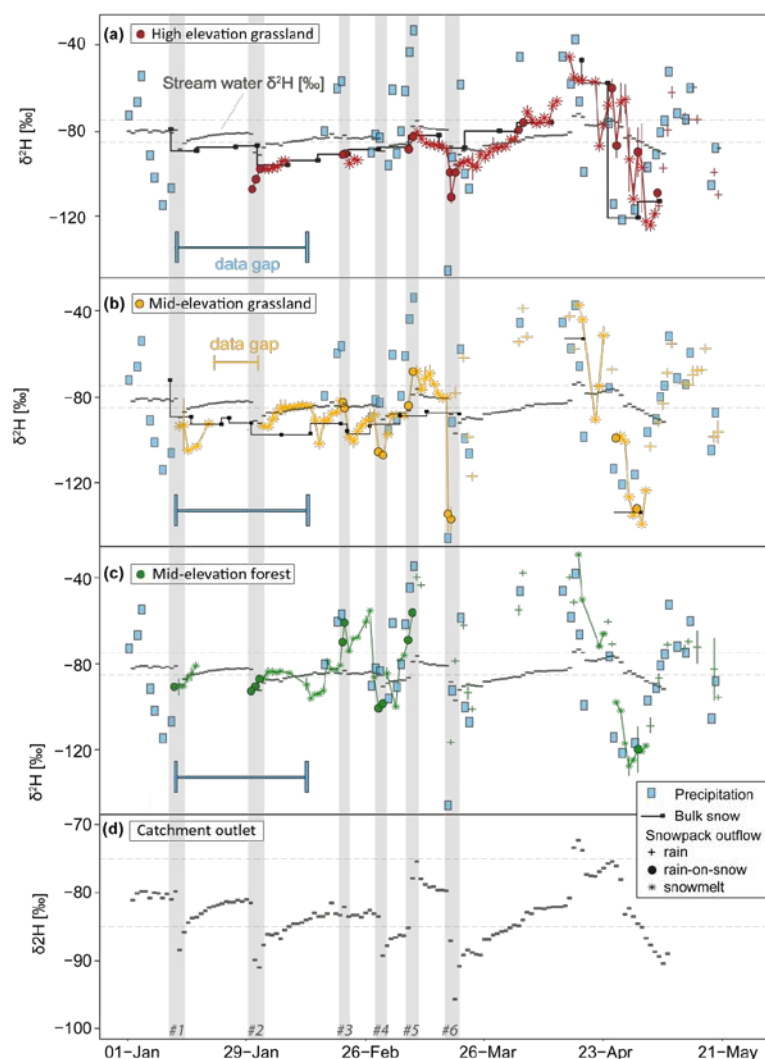 (a) High elevation grassland
Stream water δ²H [‰]
δ²H [‰]
−40
−80
−120
data gap
(b) Mid-elevation grassland
data gap
δ²H [‰]
−40
−80
−120
(c) Mid-elevation forest
δ²H [‰]
−40
−80
−120
Precipitation
Bulk snow
Snowpack outflow
rain
rain-on-snow
snowmelt
(d) Catchment outlet
δ2H [‰]
−70
−80
−90
−100
#1 #2 #3 #4 #5 #6
01−Jan 29−Jan 26−Feb 26−Mar 23−Apr 21−May